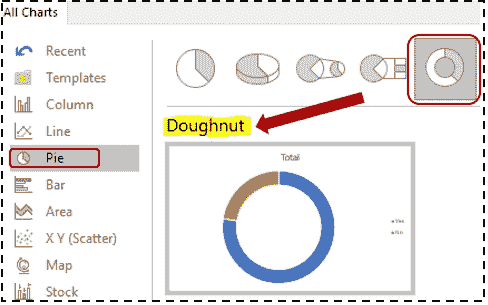 All Charts
Recent
Templates
Column
Line
Pie
Bar
Area
X Y (Scatter)
Map
Stock
Doughnut
Total